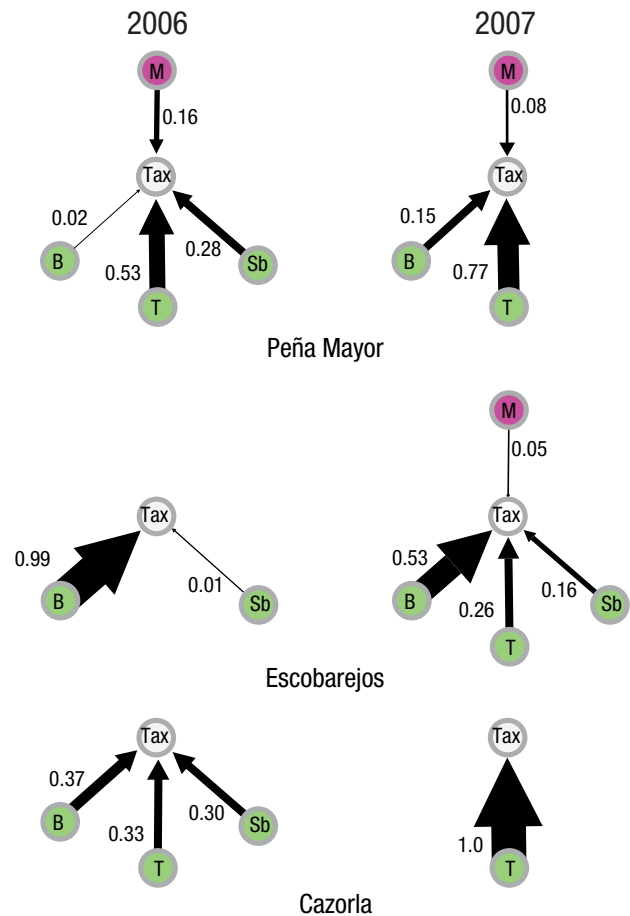 2006 2007
M M
0.16 0.08
Tax Tax
0.02 0.15
B Sb B
0.28
0.53 0.77
T T
Peña Mayor
M
0.05
Tax Tax
0.99 0.53
B Sb B Sb
0.01 0.26 0.16
T
Escobarejos
Tax Tax
0.37
B Sb
0.33 0.30 1.0
T T
Cazorla